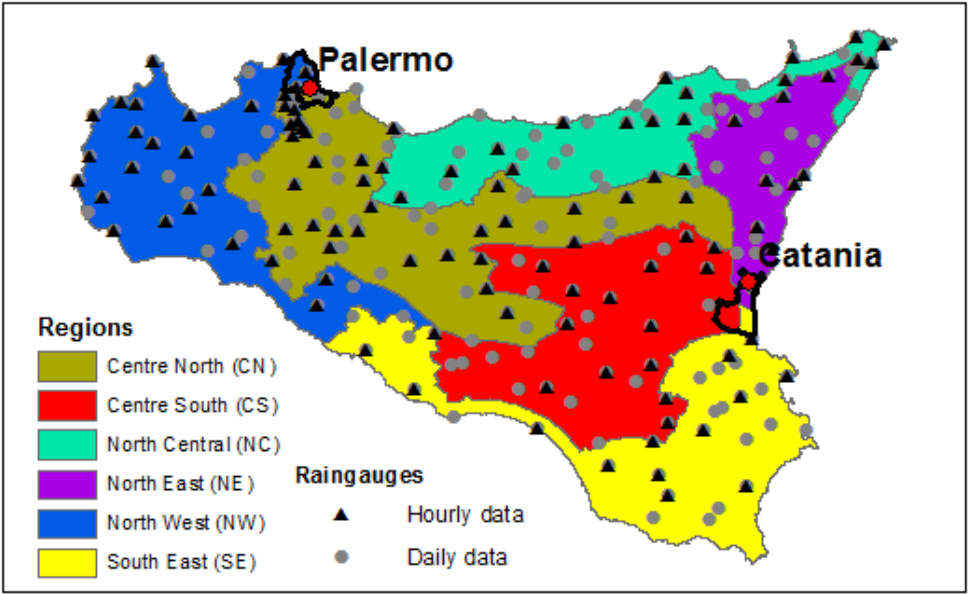 Palermo
Catania
Regions
Centre North (CN)
Centre South (CS)
North Central (NC)
North East (NE)
North West (NW)
South East (SE)
Raingauges
Hourly data
Daily data